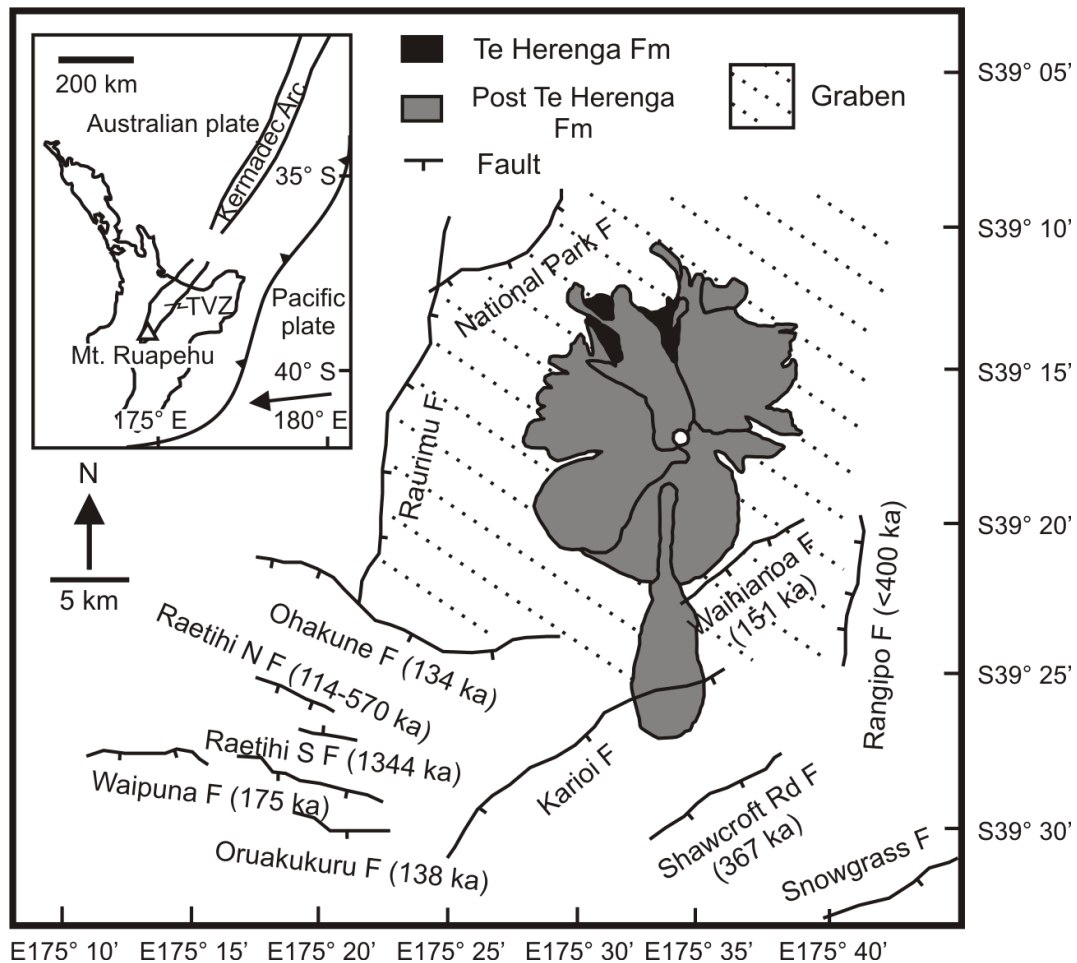 200 km
Australian plate
Kermadec Arc
35° S
Pacific
plate
TVZ
Mt. Ruapehu
40° S
175° E
180° E
Te Herenga Fm
Post Te Herenga
Fm
Fault
Graben
S39° 05'
S39° 10'
S39° 15'
S39° 20'
S39° 25'
S39° 30'
N
5 km
National Park F
Raurimu F
Ohakune F (134 ka)
Raetihi N F (114-570 ka)
Raetihi S F (1344 ka)
Waipuna F (175 ka)
Oruakukuru F (138 ka)
Karioi F
Waihianoa F
(151 ka)
Rangipo F (<400 ka)
Shawcroft Rd F
(367 ka)
Snowgrass F
E175° 10' E175° 15' E175° 20' E175° 25' E175° 30' E175° 35' E175° 40'